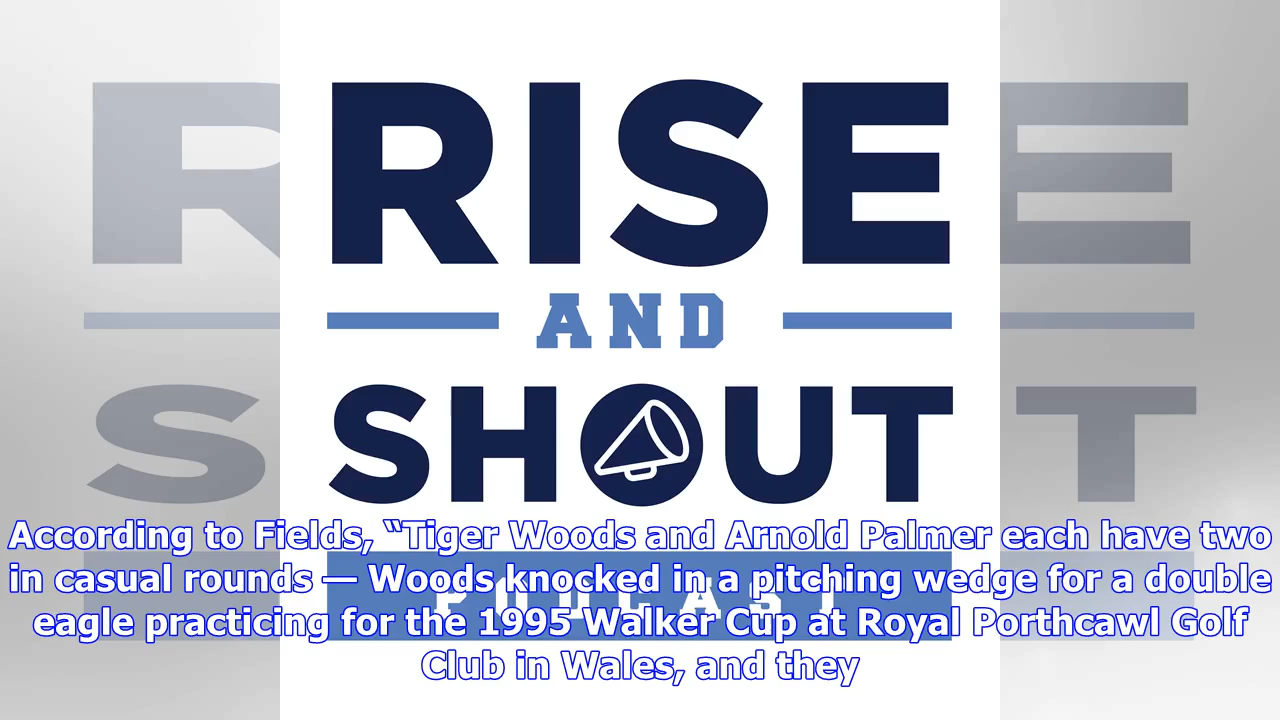 RISE
AND
SHOUT
PODCAST
According to Fields, “Tiger Woods and Arnold Palmer each have two
in casual rounds — Woods knocked in a pitching wedge for a double
eagle practicing for the 1995 Walker Cup at Royal Porthcawl Golf
Club in Wales, and they